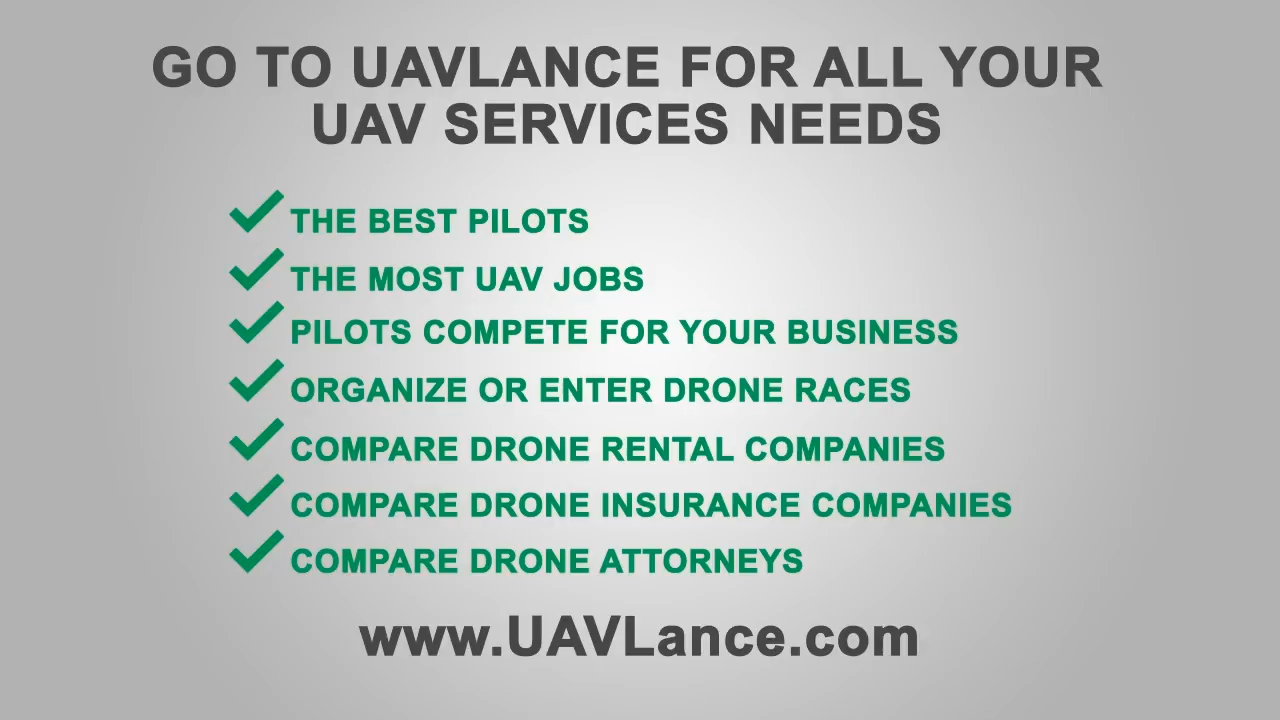 GO TO UAVLANCE FOR ALL YOUR
UAV SERVICES NEEDS
THE BEST PILOTS
THE MOST UAV JOBS
PILOTS COMPETE FOR YOUR BUSINESS
ORGANIZE OR ENTER DRONE RACES
COMPARE DRONE RENTAL COMPANIES
COMPARE DRONE INSURANCE COMPANIES
COMPARE DRONE ATTORNEYS
www.UAVLance.com